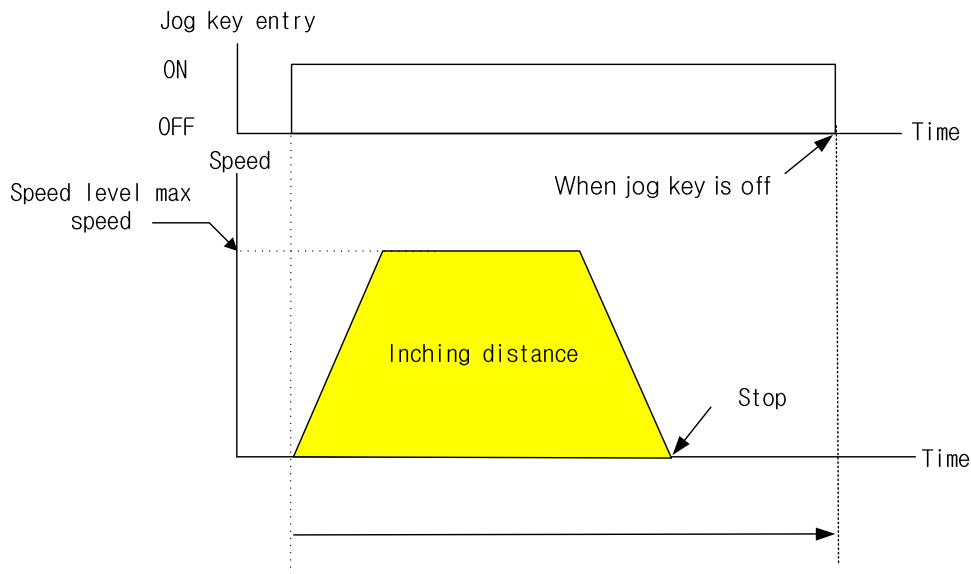 Jog key entry
ON
OFF
Time
Speed
When jog key is off
Speed level max
speed
Inching distance
Stop
Time